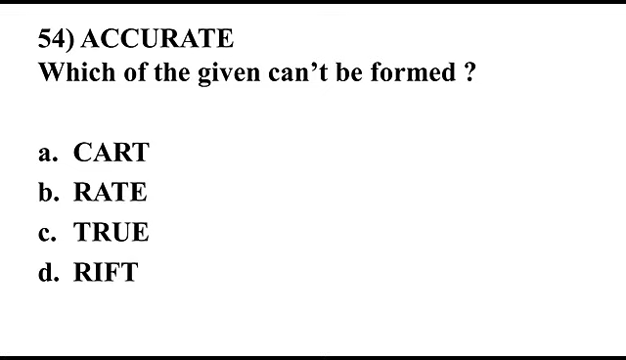 54) ACCURATE
Which of the given can’t be formed ?
a. CART
b. RATE
c. TRUE
d. RIFT